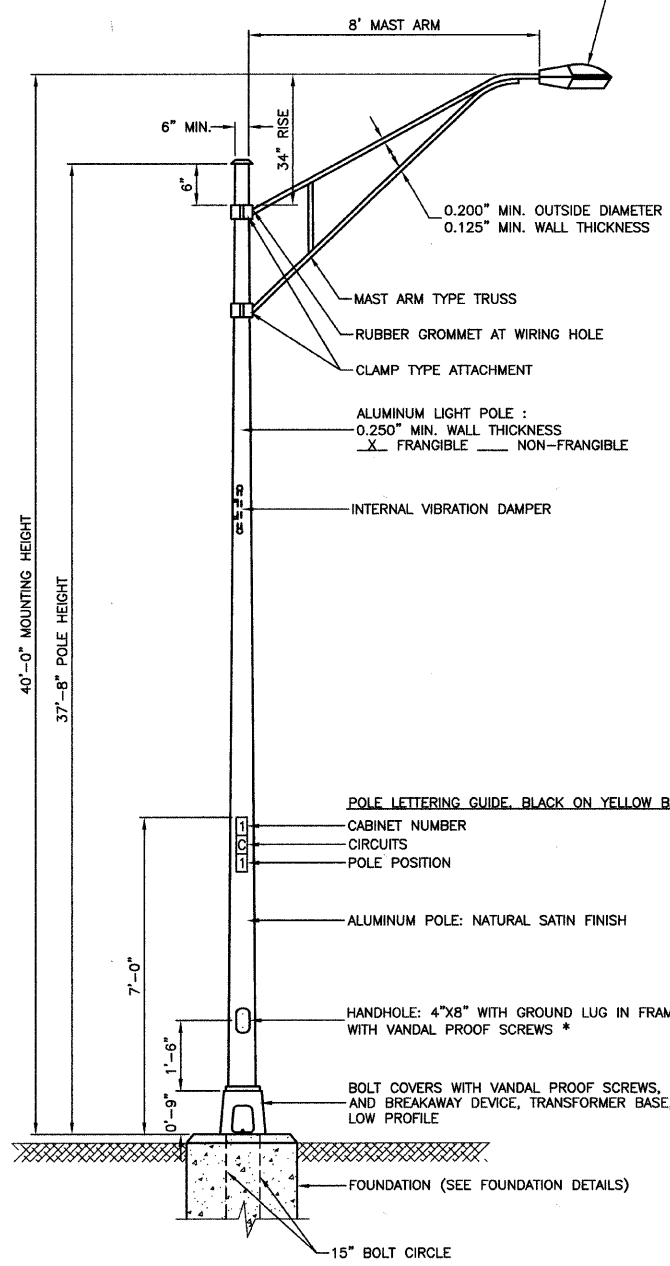 8' MAST ARM
6" MIN.
34" RISE
6"
0.200" MIN. OUTSIDE DIAMETER
0.125" MIN. WALL THICKNESS
MAST ARM TYPE TRUSS
RUBBER GROMMET AT WIRING HOLE
CLAMP TYPE ATTACHMENT
ALUMINUM LIGHT POLE :
0.250" MIN. WALL THICKNESS
_X_ FRANGIBLE ___ NON-FRANGIBLE
INTERNAL VIBRATION DAMPER
40'-0" MOUNTING HEIGHT
37'-8" POLE HEIGHT
POLE LETTERING GUIDE, BLACK ON YELLOW B
1
CABINET NUMBER
C
CIRCUITS
1
POLE POSITION
ALUMINUM POLE: NATURAL SATIN FINISH
7'-0"
HANDHOLE: 4"X8" WITH GROUND LUG IN FRAM
WITH VANDAL PROOF SCREWS *
1'-6"
BOLT COVERS WITH VANDAL PROOF SCREWS,
AND BREAKAWAY DEVICE, TRANSFORMER BASE,
LOW PROFILE
0'-9"
FOUNDATION (SEE FOUNDATION DETAILS)
15" BOLT CIRCLE